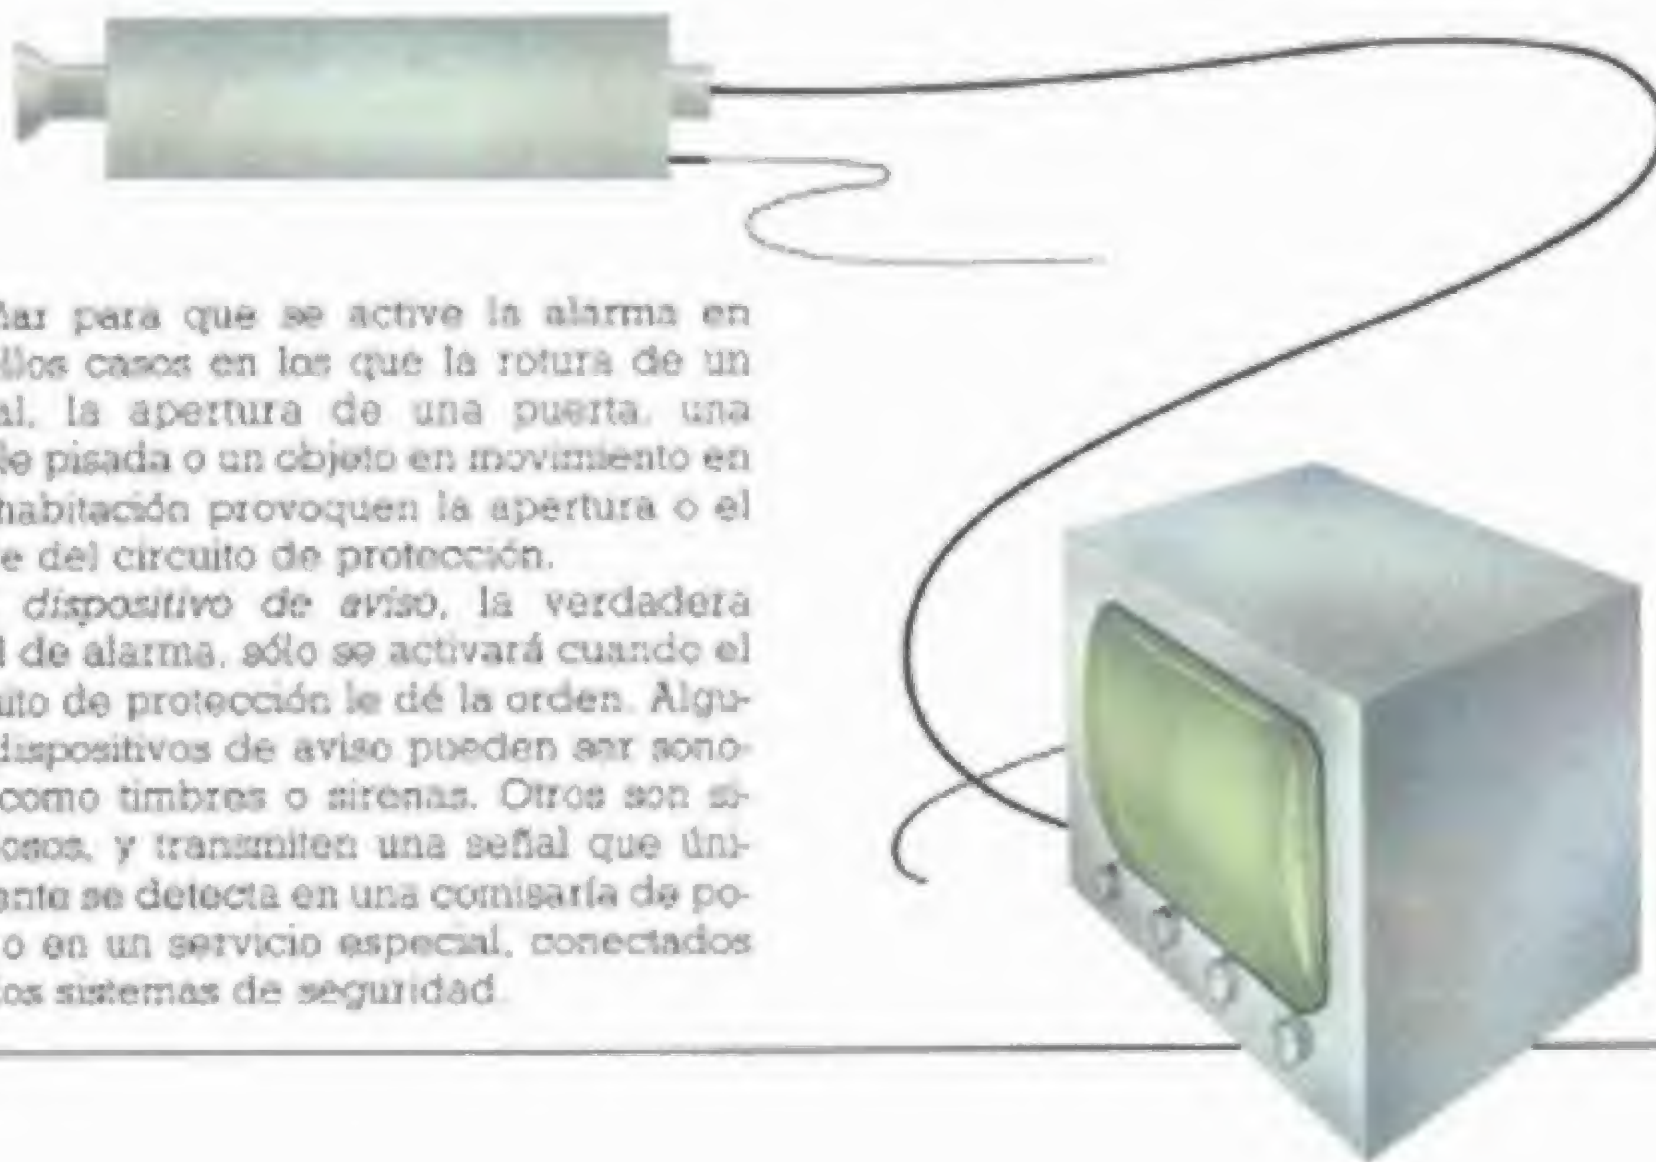 ñar para que se active la alarma en
llos casos en los que la rotura de un
al, la apertura de una puerta, una
le pisada o un objeto en movimiento en
habitación provoquen la apertura o el
e del circuito de protección.
dispositivo de aviso, la verdadera
l de alarma, sólo se activará cuando el
uto de protección le dé la orden. Algu-
dispositivos de aviso pueden ser sono-
como timbres o sirenas. Otros son si-
osos, y transmiten una señal que úni-
ente se detecta en una comisaría de po-
o en un servicio especial, conectados
los sistemas de seguridad.